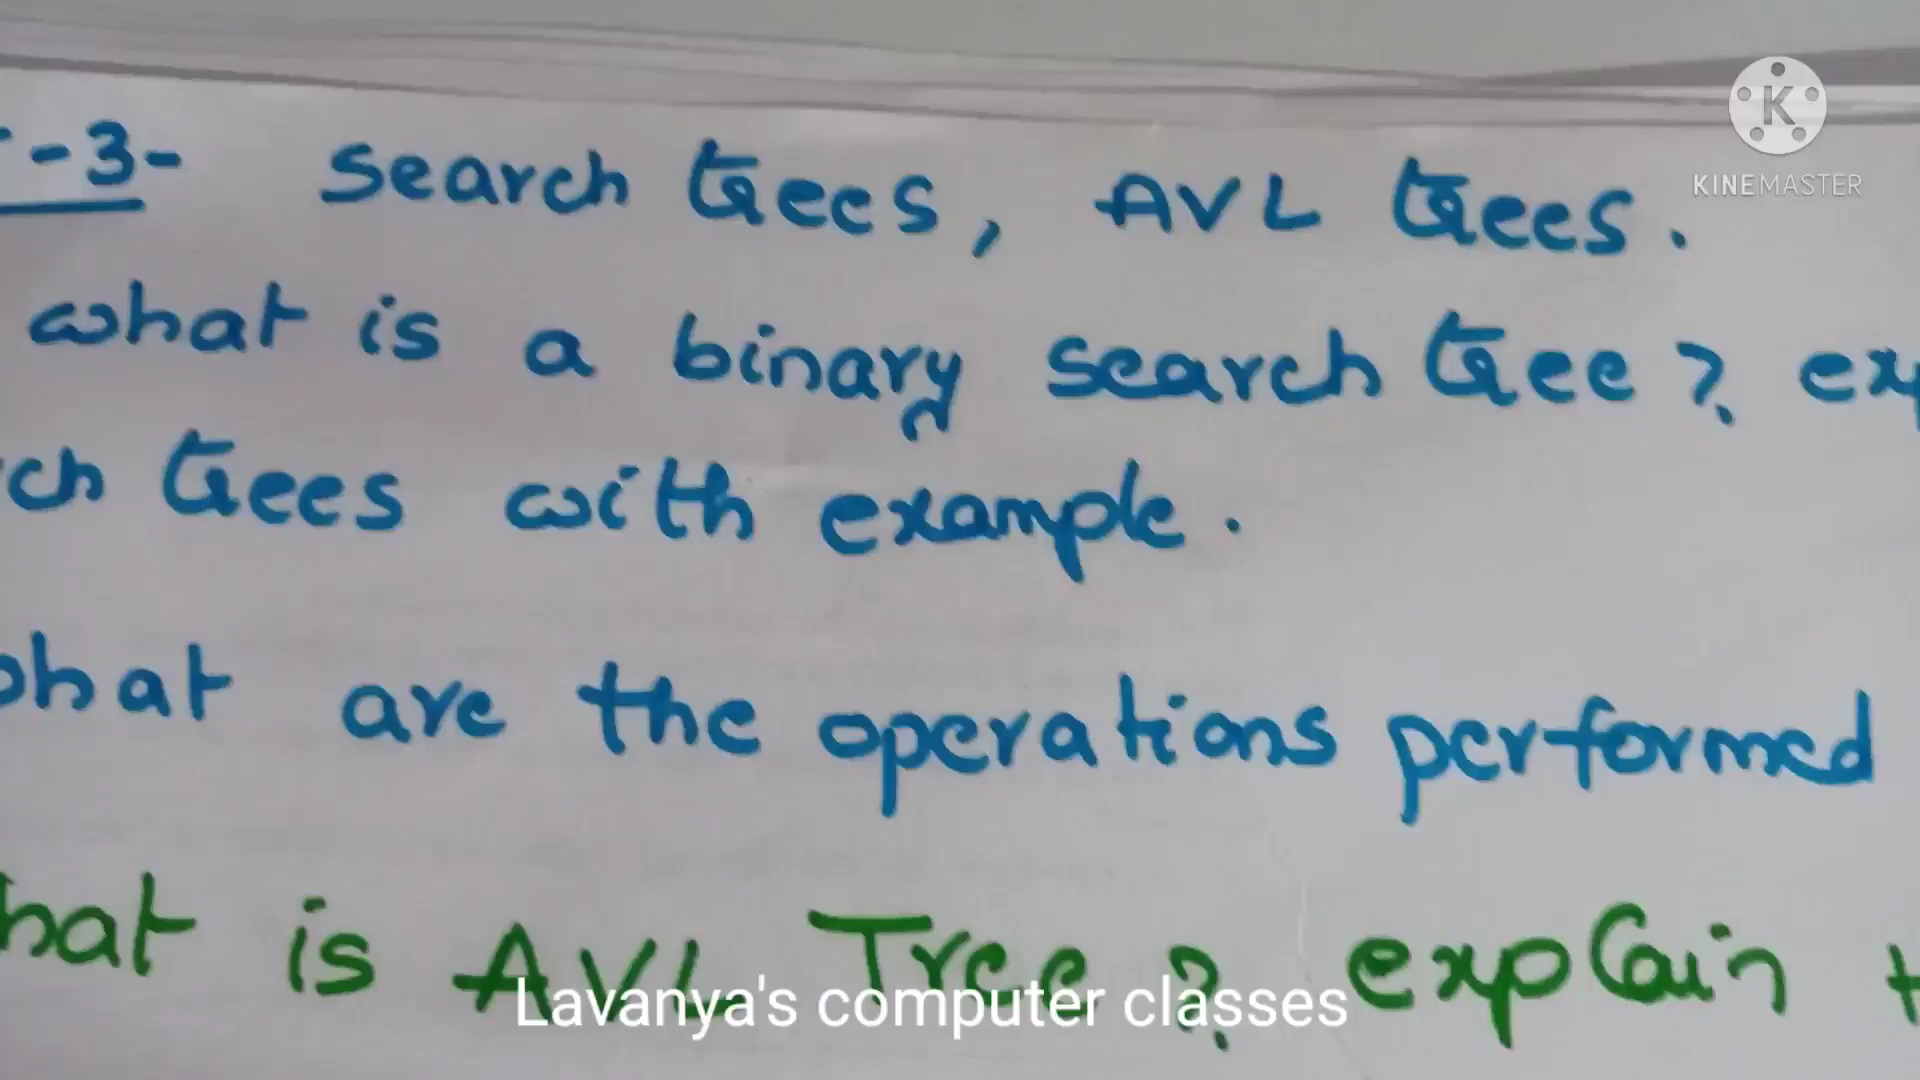 -3- search trees, AVL trees.
KINEMASTER
what is a binary search tree? exp
ch trees with example.
hat are the operations performed
hat is AVL Tree? explain t
Lavanya's computer classes